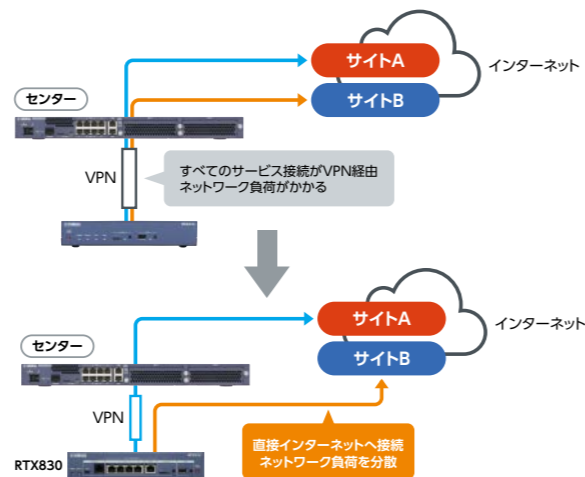 サイトA
サイトB
インターネット
センター
VPN
すべてのサービス接続がVPN経由
ネットワーク負荷がかかる
サイトA
サイトB
インターネット
センター
VPN
直接インターネットへ接続
ネットワーク負荷を分散
RTX830